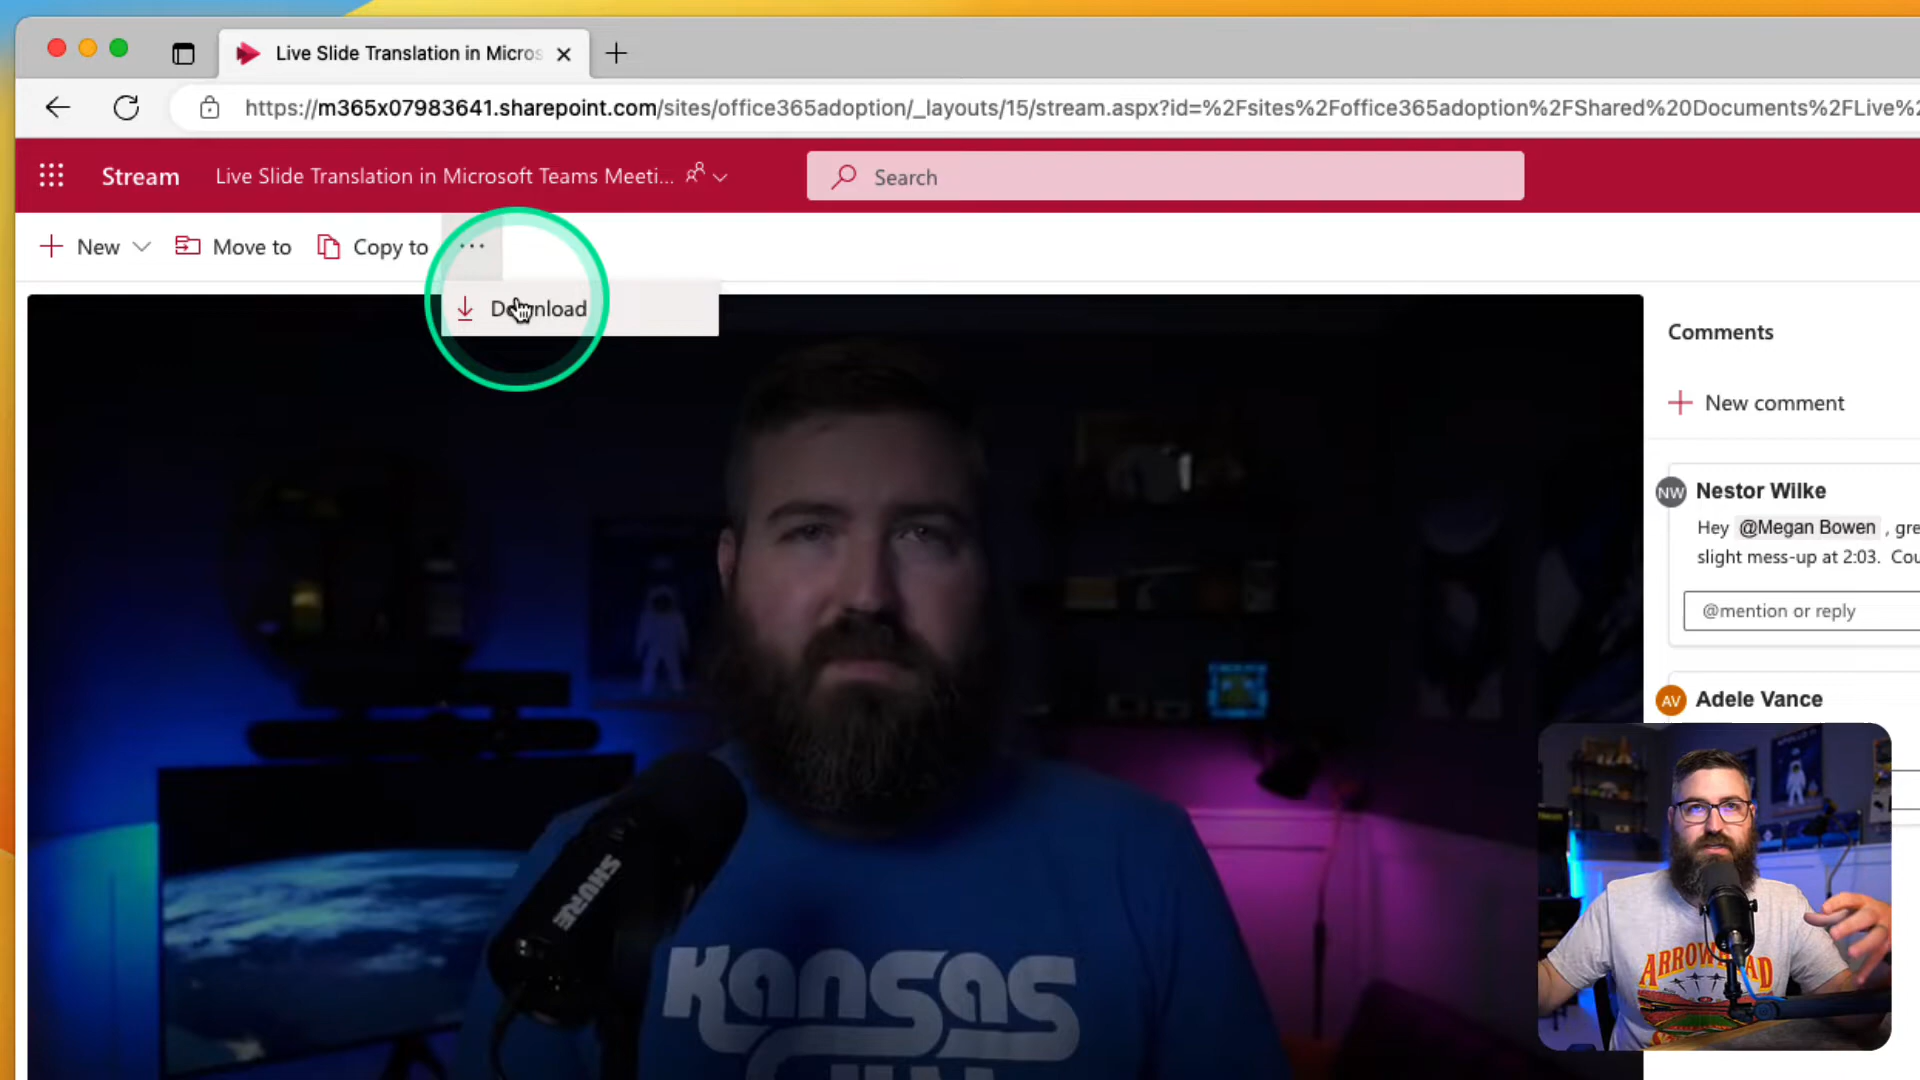 Live Slide Translation in Micros
https://m365x07983641.sharepoint.com/sites/office365adoption/_layouts/15/stream.aspx?id=%2Fsites%2Foffice365adoption%2FShared%20Documents%2FLive%2
Stream
Live Slide Translation in Microsoft Teams Meeti...
Search
New
Move to
Copy to
...
Download
Comments
New comment
NW
Nestor Wilke
Hey @Megan Bowen , gre
slight mess-up at 2:03. Cou
@mention or reply
AV
Adele Vance
SHURE
Kansas
ARROWHEAD